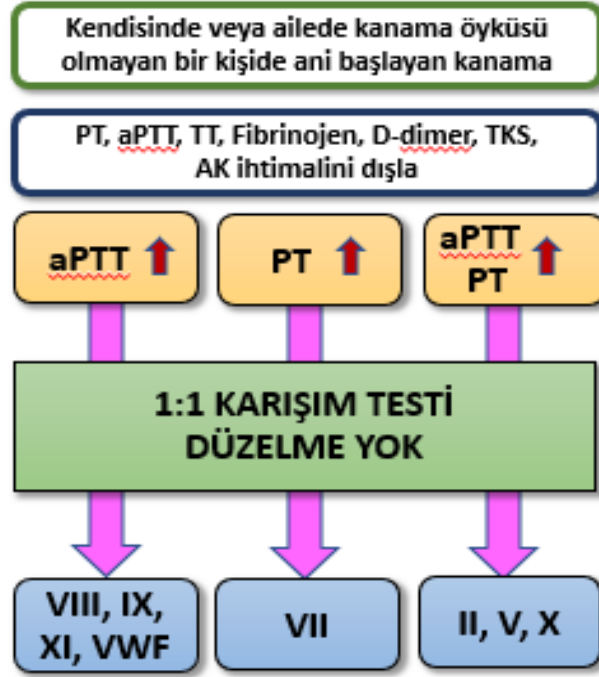 Kendisinde veya ailede kanama öyküsü
olmayan bir kişide ani başlayan kanama
PT, aPTT, TT, Fibrinojen, D-dimer, TKS,
AK ihtimalini dışla
aPTT
PT
aPTT
PT
1:1 KARIŞIM TESTİ
DÜZELME YOK
VIII, IX,
XI, VWF
VII
II, V, X